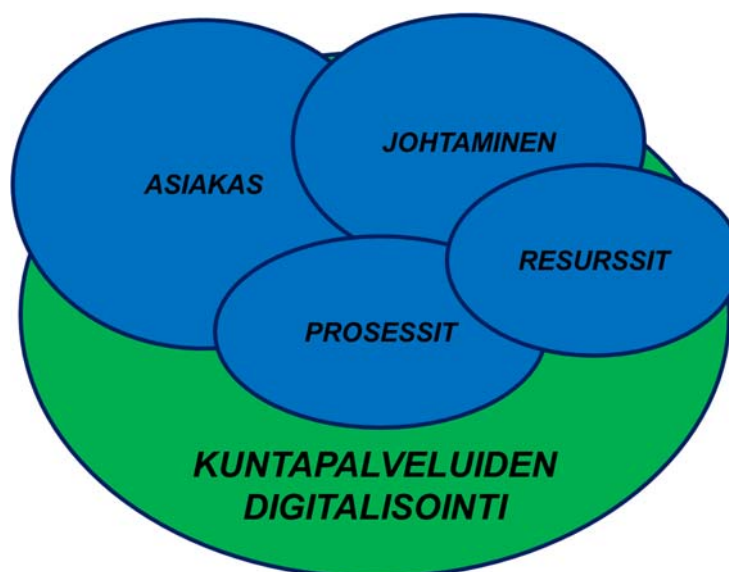 JOHTAMINEN
ASIAKAS
RESURSSIT
PROSESSIT
KUNTAPALVELUIDEN
DIGITALISOINTI